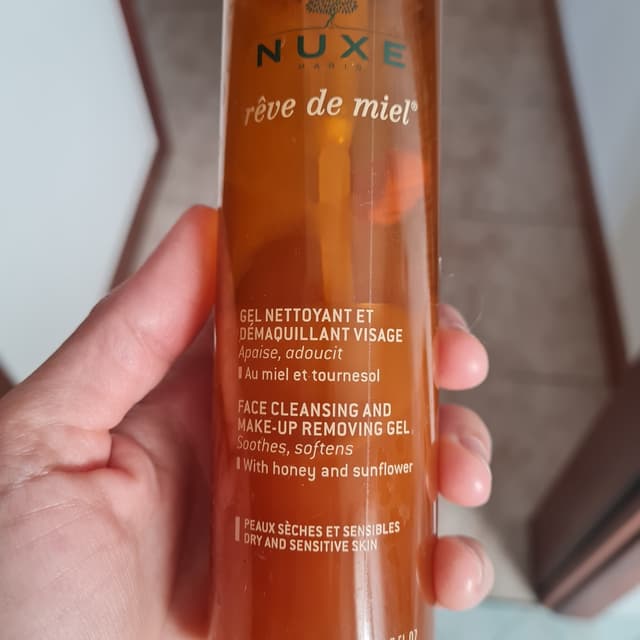 NUXE
PARIS
rêve de miel®
GEL NETTOYANT ET
DÉMAQUILLANT VISAGE
Apaise, adoucit
Au miel et tournesol
FACE CLEANSING AND
MAKE-UP REMOVING GEL
Soothes, softens
With honey and sunflower
PEAUX SÈCHES ET SENSIBLES
DRY AND SENSITIVE SKIN